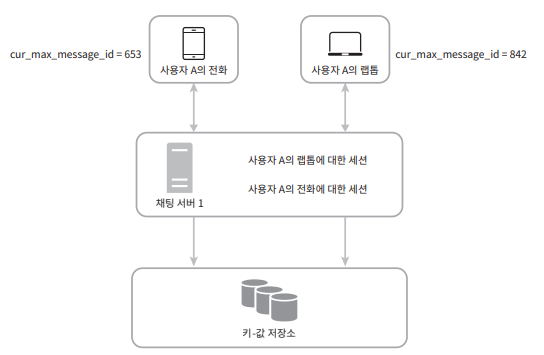 cur_max_message_id = 653
사용자 A의 전화
사용자 A의 랩톱
cur_max_message_id = 842
채팅 서버 1
사용자 A의 랩톱에 대한 세션
사용자 A의 전화에 대한 세션
키-값 저장소